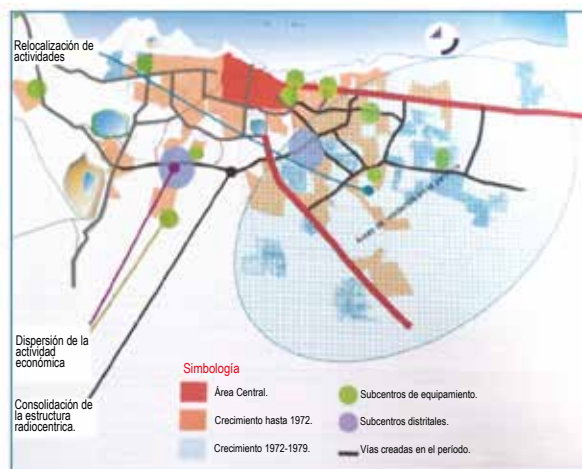 Relocalización de
actividades
Dispersión de la
actividad
económica
Consolidación de
la estructura
radiocentrica.
Simbología
Área Central.
Crecimiento hasta 1972.
Crecimiento 1972-1979.
Subcentros de equipamiento.
Subcentros distritales.
Vías creadas en el período.